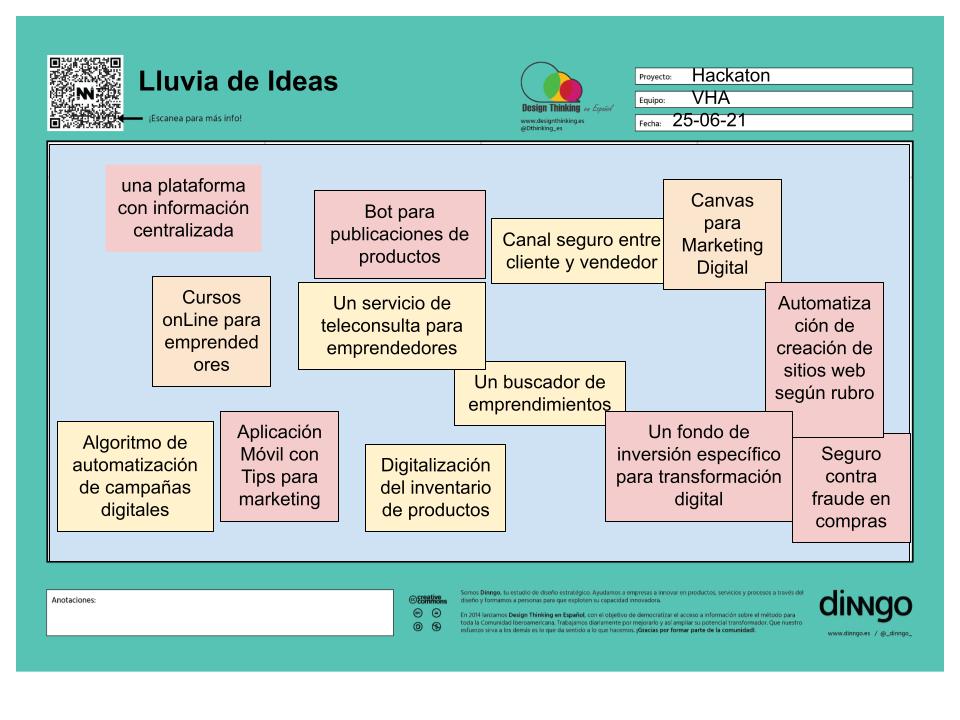 Lluvia de Ideas
¡Escanea para más info!
Design Thinking en Español
www.designthinking.es
@Dthinking_es
Proyecto: Hackaton
Equipo: VHA
Fecha: 25-06-21
una plataforma
con información
centralizada
Bot para
publicaciones de
productos
Canal seguro entre
cliente y vendedor
Canvas
para
Marketing
Digital
Cursos
onLine para
emprended
ores
Un servicio de
teleconsulta para
emprendedores
Automatiza
ción de
creación de
sitios web
según rubro
Un buscador de
emprendimientos
Algoritmo de
automatización
de campañas
digitales
Aplicación
Móvil con
Tips para
marketing
Digitalización
del inventario
de productos
Un fondo de
inversión específico
para transformación
digital
Seguro
contra
fraude en
compras
Anotaciones:
creative
commons
Somos Dinngo, tu estudio de diseño estratégico. Ayudamos a empresas a innovar en productos, servicios y procesos a través del
diseño y formamos a personas para que exploten su capacidad innovadora.
En 2014 lanzamos Design Thinking en Español, con el objetivo de democratizar el acceso a información sobre el método para
toda la Comunidad Iberoamericana. Trabajamos diariamente por mejorarlo y así ampliar su potencial transformador. Que nuestro
esfuerzo sirva a los demás es lo que da sentido a lo que hacemos. ¡Gracias por formar parte de la comunidad!.
dinngo
www.dinngo.es / @_dinngo_